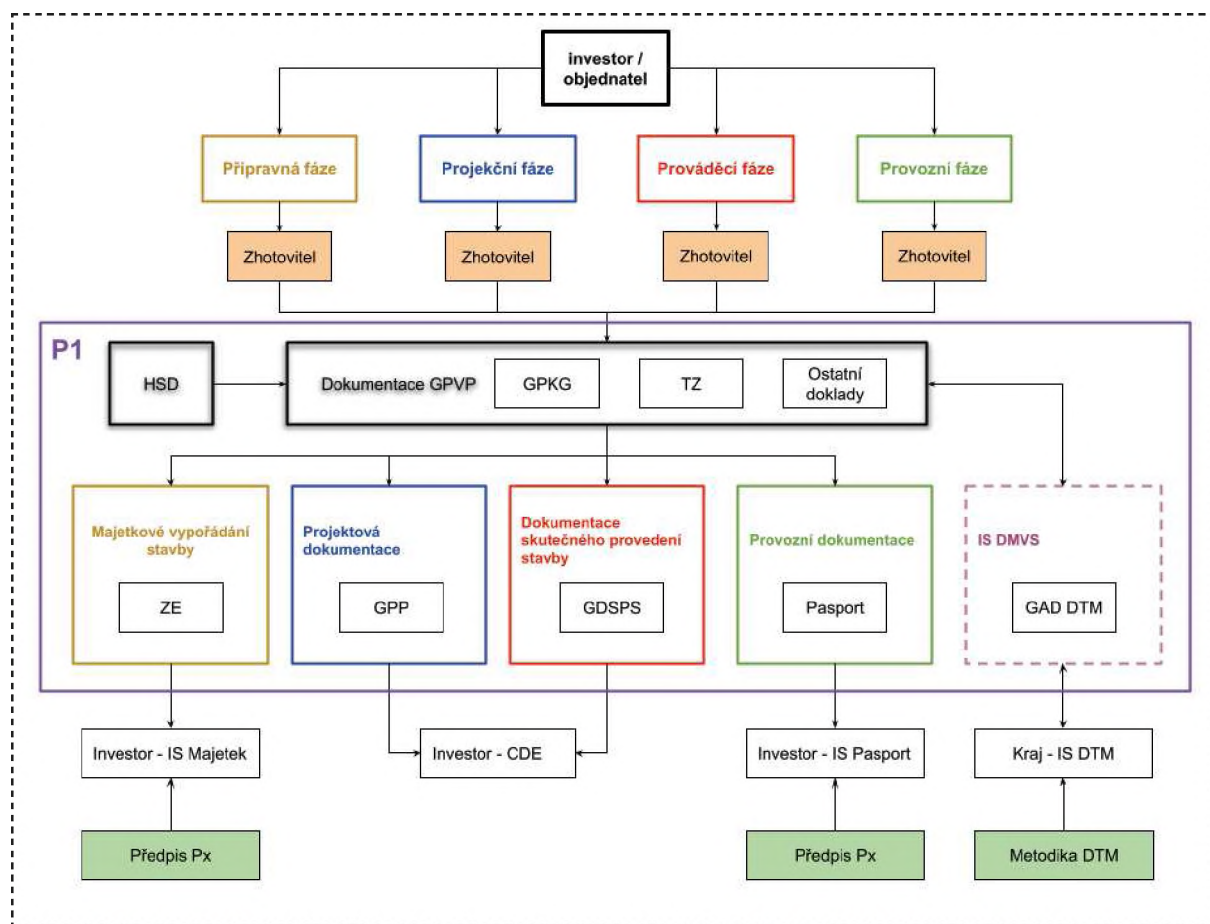 investor /
objednatel
Přípravná fáze
Projekční fáze
Prováděcí fáze
Provozní fáze
Zhotovitel
Zhotovitel
Zhotovitel
Zhotovitel
P1
HSD
Dokumentace GPVP
GPKG
TZ
Ostatní
doklady
Majetkové vypořádání
stavby
ZE
Projektová
dokumentace
GPP
Dokumentace
skutečného provedení
stavby
GDSPS
Provozní dokumentace
Pasport
IS DMVS
GAD DTM
Investor - IS Majetek
Investor - CDE
Investor - IS Pasport
Kraj - IS DTM
Předpis Px
Předpis Px
Metodika DTM